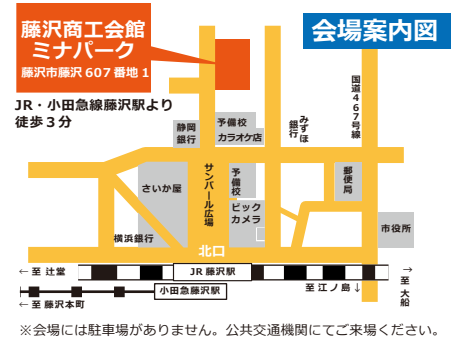 藤沢商工会館
ミナパーク
藤沢市藤沢607番地1
会場案内図
JR・小田急線藤沢駅より
徒歩3分
国道467号線
静岡
銀行
予備校
カラオケ店
みずほ
銀行
さいか屋
サンパール広場
予備校
ビック
カメラ
郵便局
市役所
横浜銀行
北口
← 至 辻堂
JR 藤沢駅
→
至
大船
小田急藤沢駅
至 江ノ島 ↓
← 至 藤沢本町
※会場には駐車場がありません。公共交通機関にてご来場ください。